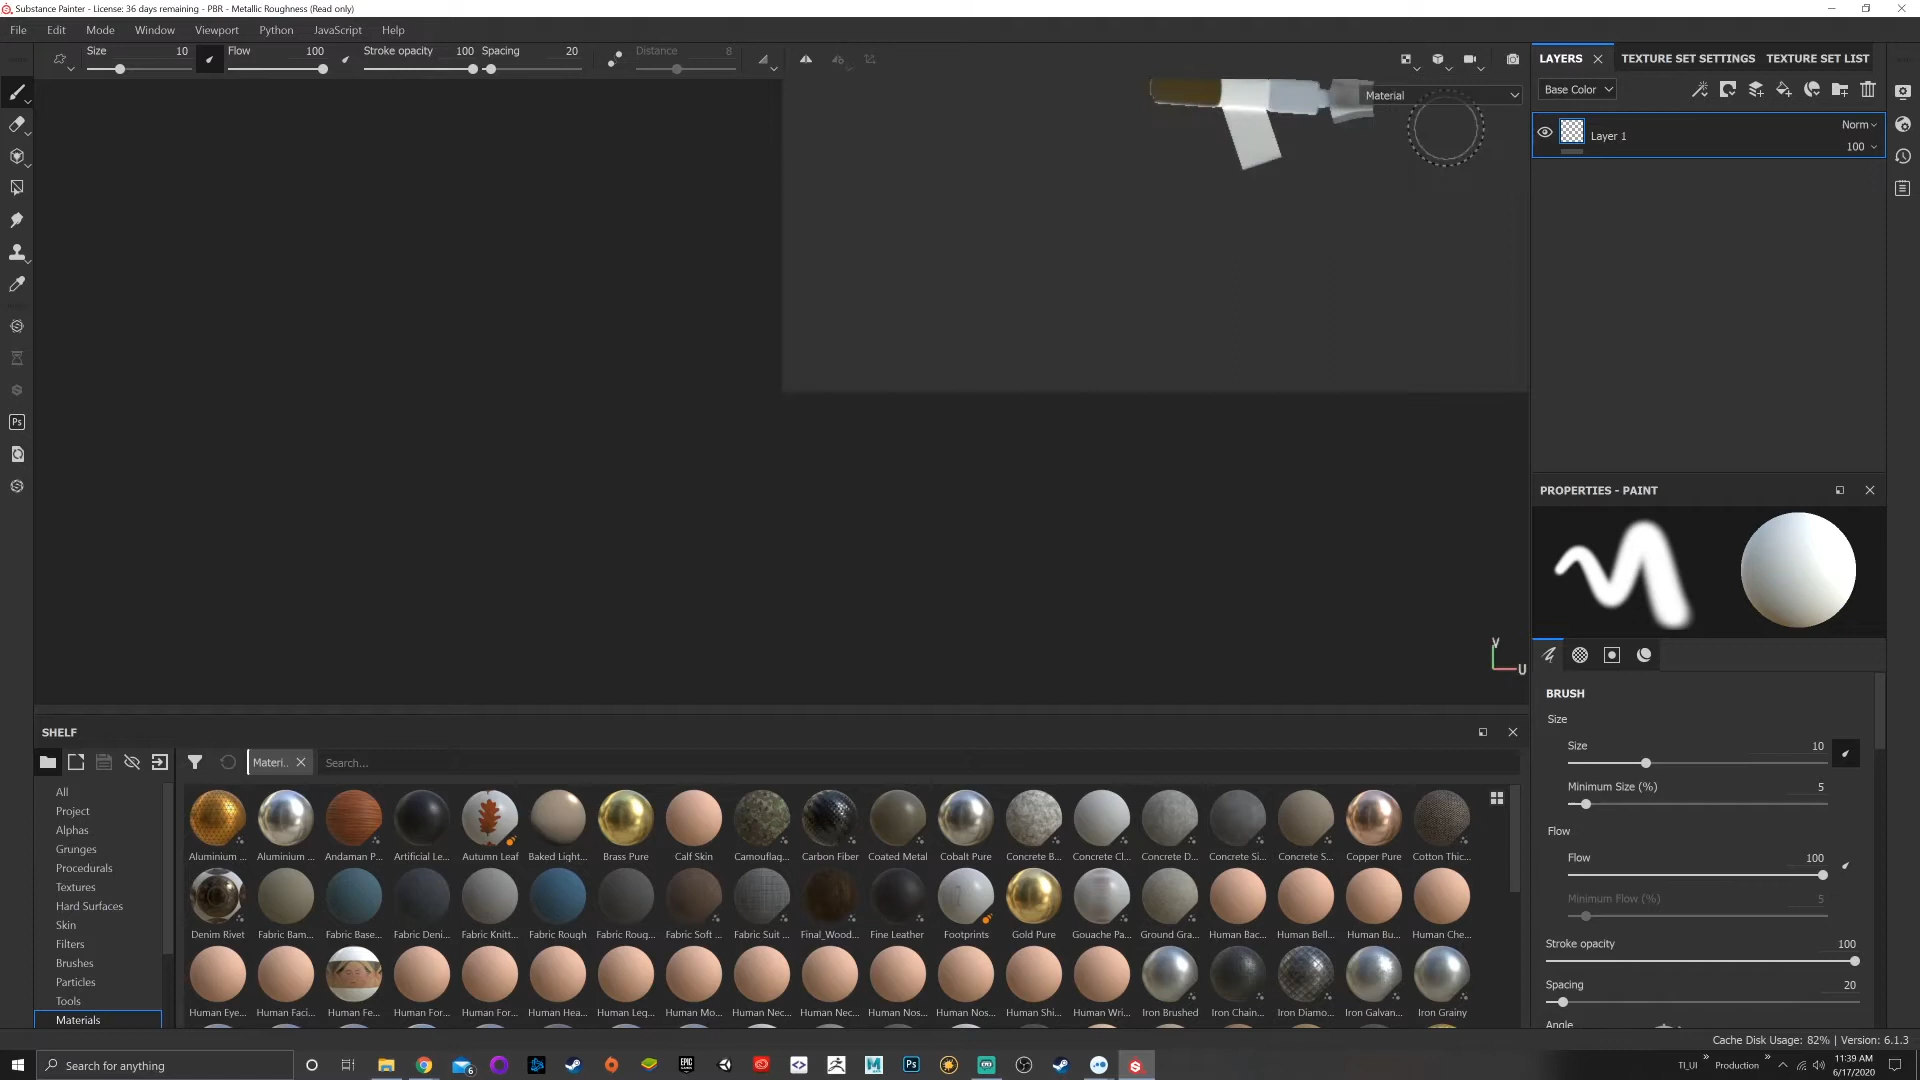 Substance Painter - License: 36 days remaining - PBR - Metallic Roughness (Read only)
File Edit Mode Window Viewport Python JavaScript Help
Size 10 Flow 100 Stroke opacity 100 Spacing 20 Distance 8
LAYERS TEXTURE SET SETTINGS TEXTURE SET LIST
Base Color
Material
Layer 1 Norm
100
Ps
PROPERTIES - PAINT
V
U
BRUSH
Size
Size 10
Minimum Size (%) 5
Flow
Flow 100
Minimum Flow (%) 5
Stroke opacity 100
Spacing 20
Angle
SHELF
Materi.. Search...
All
Project
Alphas
Grunges
Procedurals
Textures
Hard Surfaces
Skin
Filters
Brushes
Particles
Tools
Materials
Aluminium ... Aluminium ... Andaman P... Artificial Le... Autumn Leaf Baked Light... Brass Pure Calf Skin Camouflag... Carbon Fiber Coated Metal Cobalt Pure Concrete B... Concrete Cl... Concrete D... Concrete Si... Concrete S... Copper Pure Cotton Thic...
Denim Rivet Fabric Bam... Fabric Base... Fabric Deni... Fabric Knitt... Fabric Rough Fabric Roug... Fabric Soft ... Fabric Suit ... Final_Wood... Fine Leather Footprints Gold Pure Gouache Pa... Ground Gra... Human Bac... Human Bell... Human Bu... Human Che...
Human Eye... Human Faci... Human Fe... Human For... Human For... Human Hea... Human Leg... Human Mo... Human Nec... Human Nec... Human Nos... Human Nos... Human Shi... Human Wri... Iron Brushed Iron Chain... Iron Diamo... Iron Galvan... Iron Grainy
Cache Disk Usage: 82% | Version: 6.1.3
Search for anything
6
EPIC GAMES
M
Ps
TI_UI » Production »
11:39 AM
6/17/2020